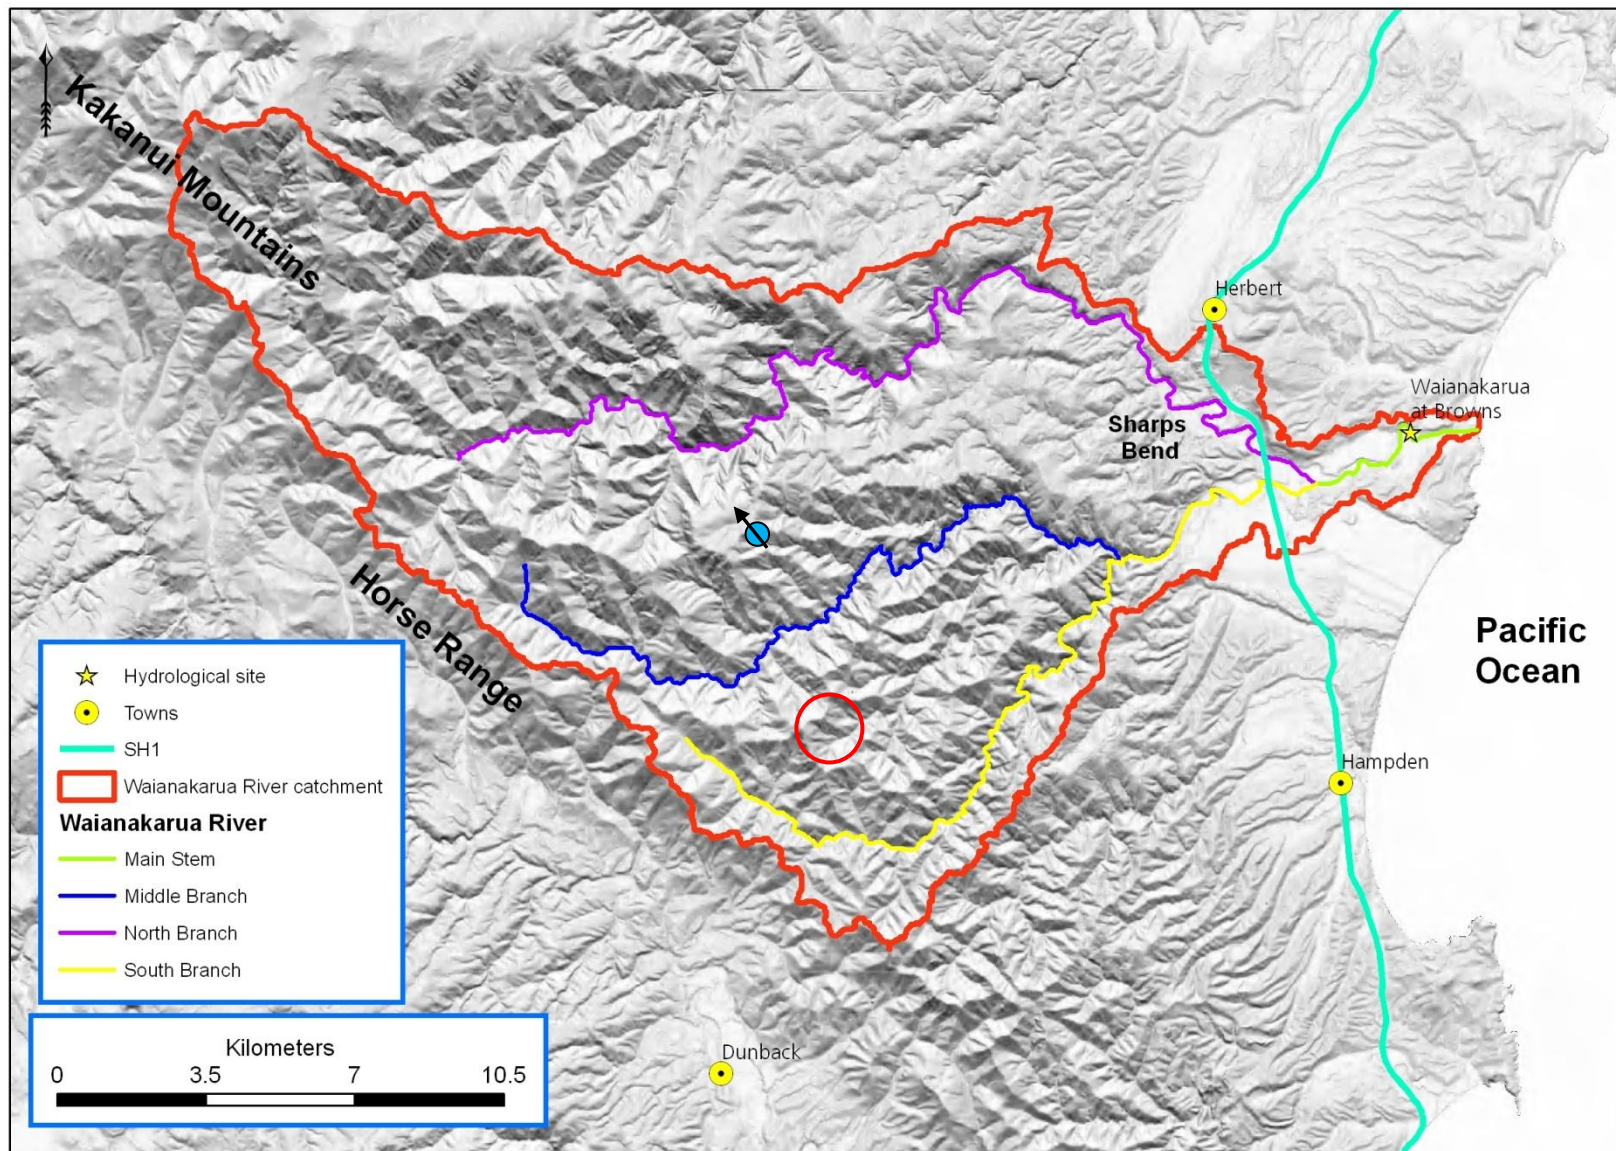 Kakanui Mountains
Herbert
Waianakarua
at Browns
Sharps
Bend
Horse Range
Pacific
Ocean
Hampden
Dunback
Hydrological site
Towns
SH1
Waianakarua River catchment
Waianakarua River
Main Stem
Middle Branch
North Branch
South Branch
Kilometers
0 3.5 7 10.5